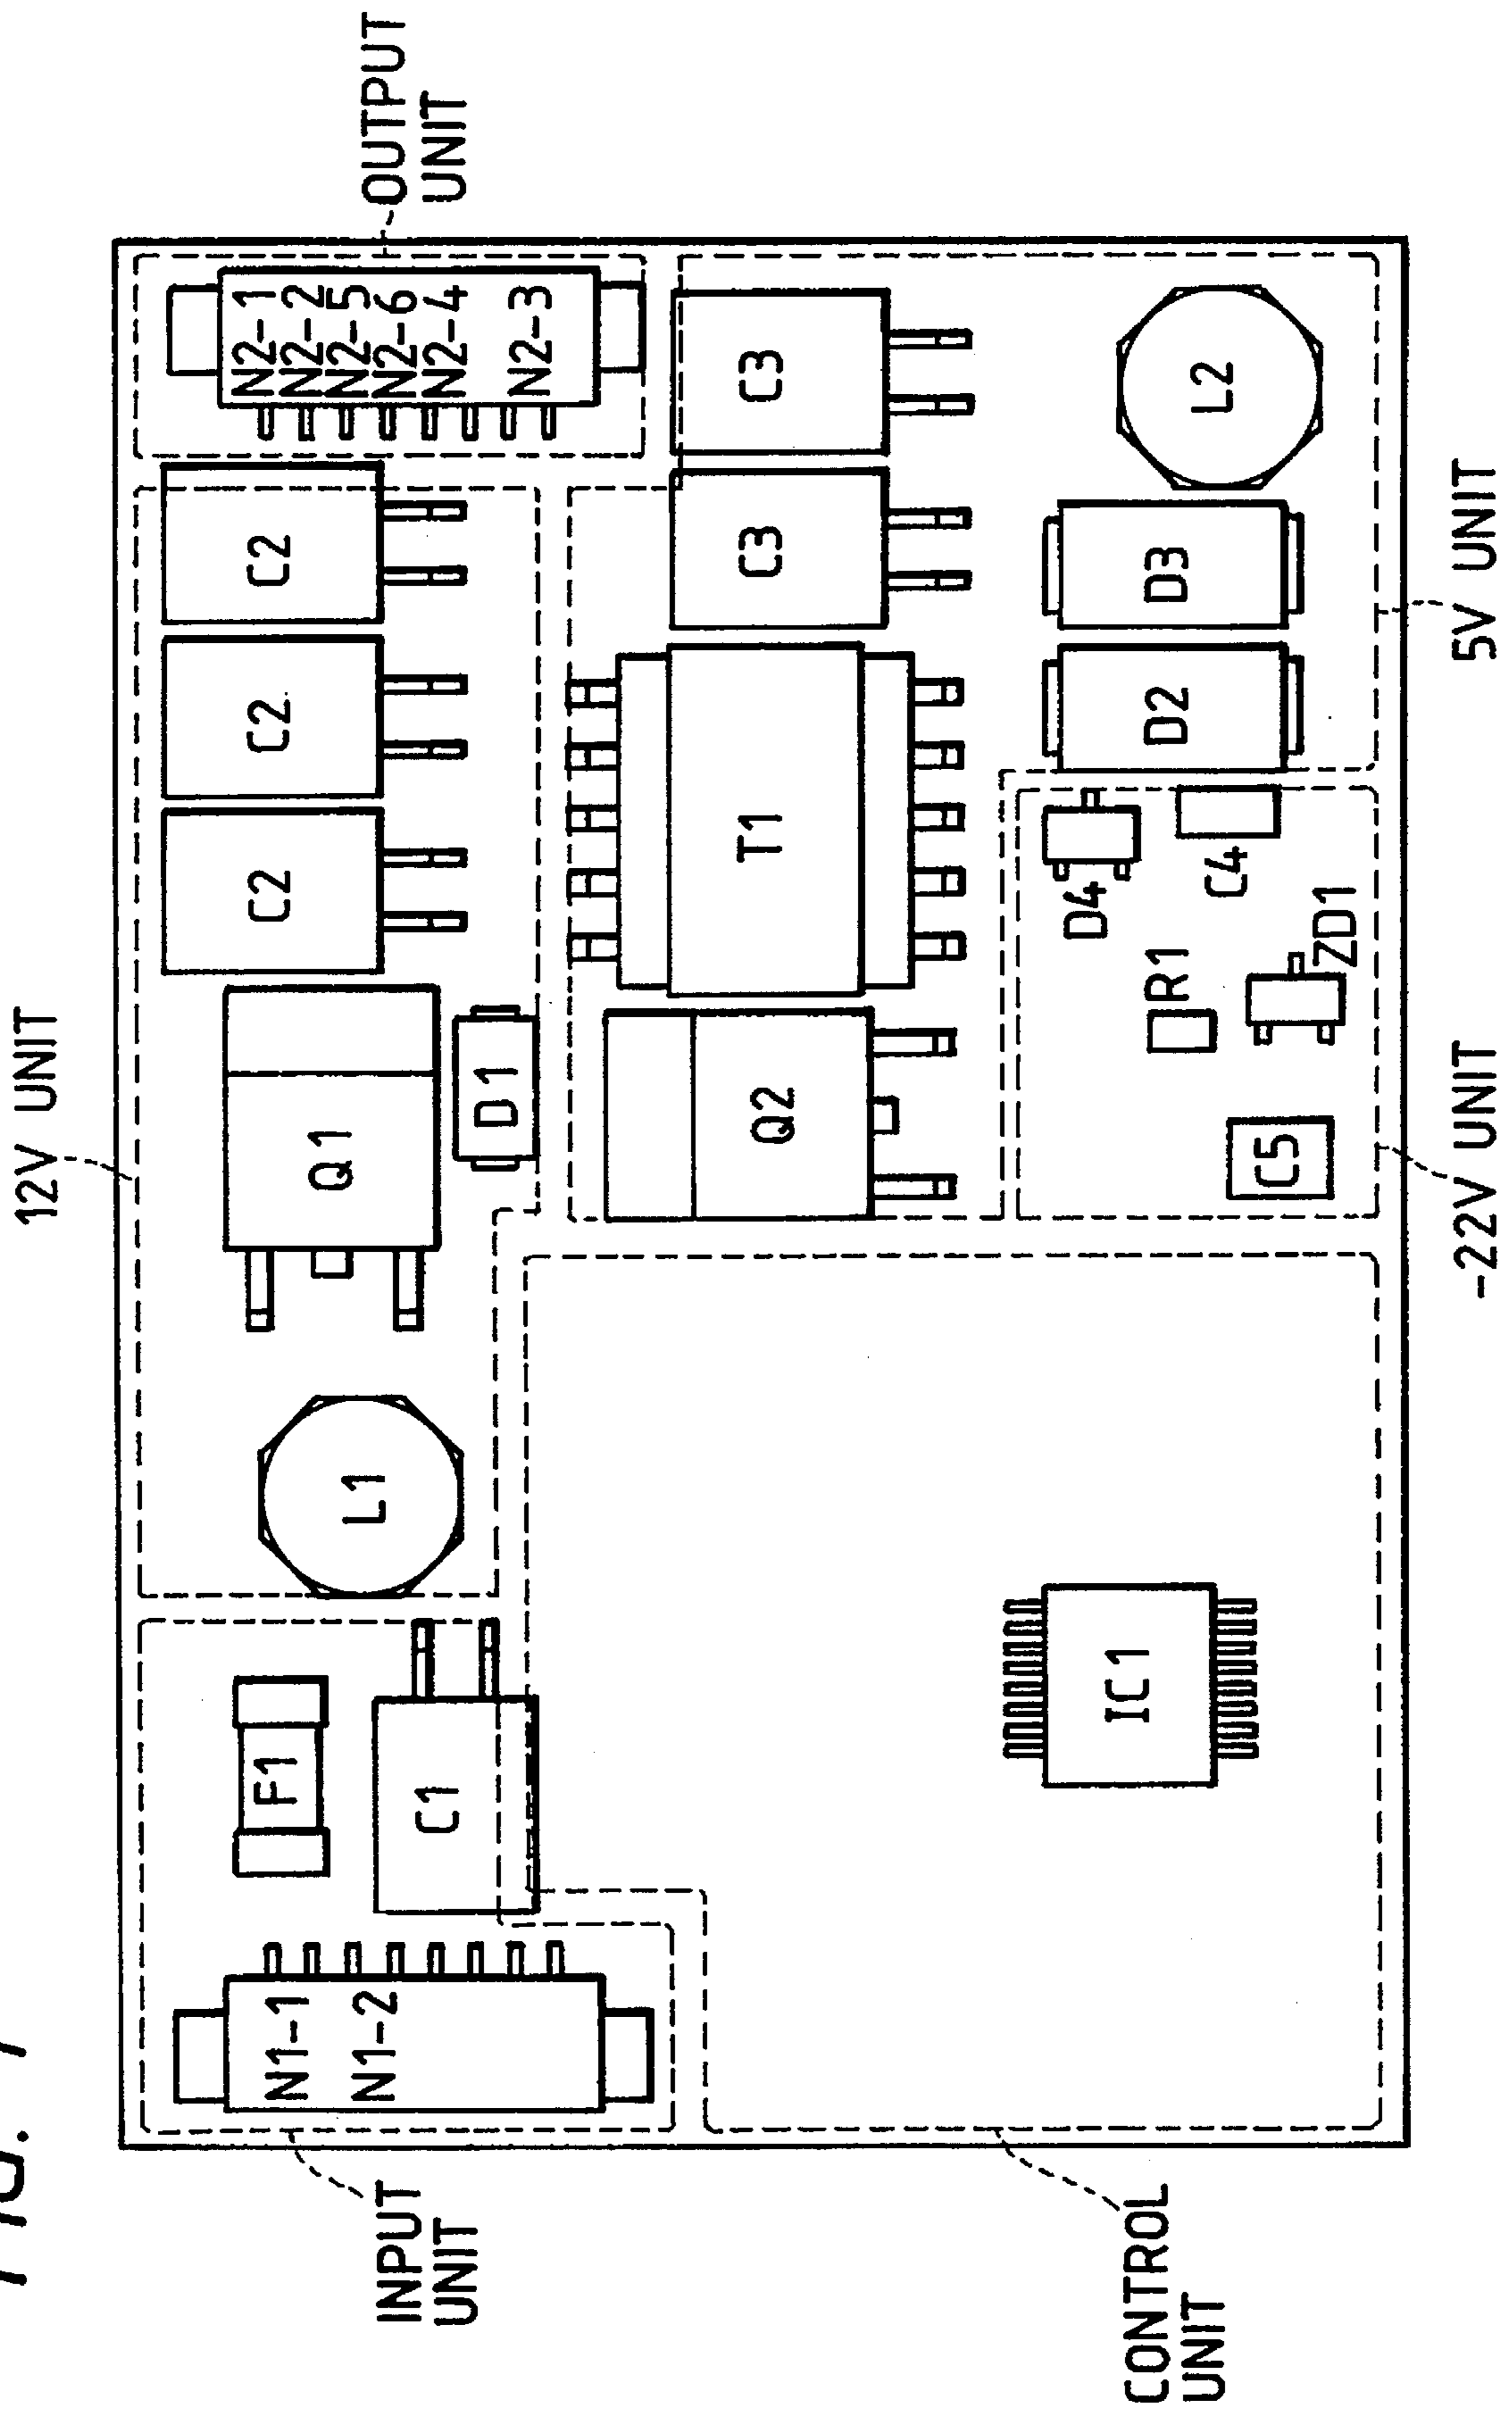 12V UNIT
OUTPUT
UNIT
N2-1
N2-2
N2-5
N2-6
N2-4
N2-3
C2
C2
C2
Q1
D1
L1
F1
C1
N1-1
N1-2
INPUT
UNIT
C3
C3
T1
Q2
L2
D3
D2
D4
C4
R1
ZD1
C5
IC1
5V UNIT
-22V UNIT
CONTROL
UNIT